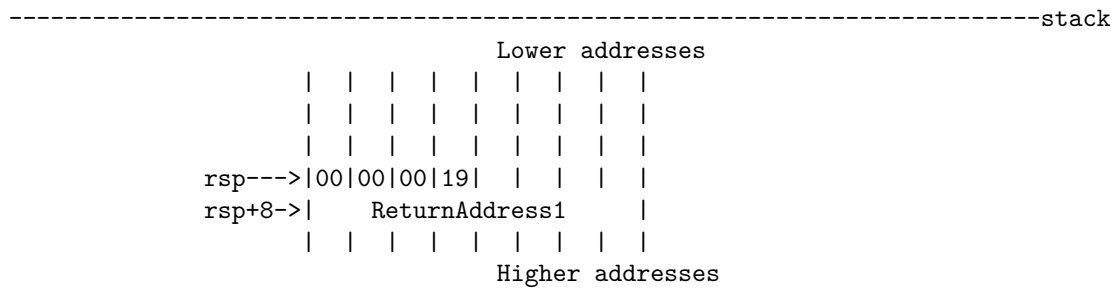 ---------------------------------------------------------------------------stack
Lower addresses
| | | | | | | | |
| | | | | | | | |
| | | | | | | | |
rsp--->|00|00|00|19| | | | |
rsp+8->| ReturnAddress1 |
| | | | | | | | |
Higher addresses